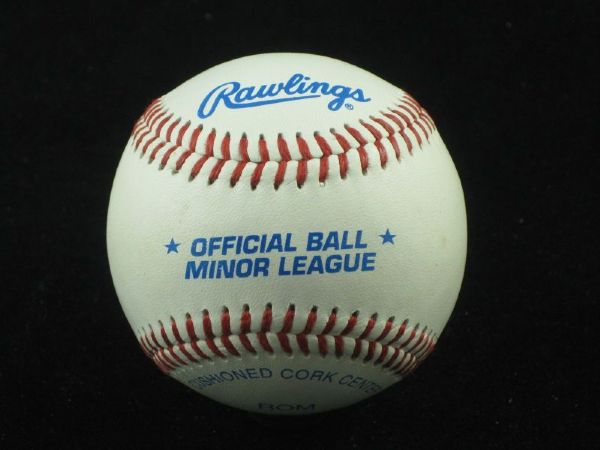 Rawlings®
★ OFFICIAL BALL ★
MINOR LEAGUE
CUSHIONED CORK CENTER
ROM